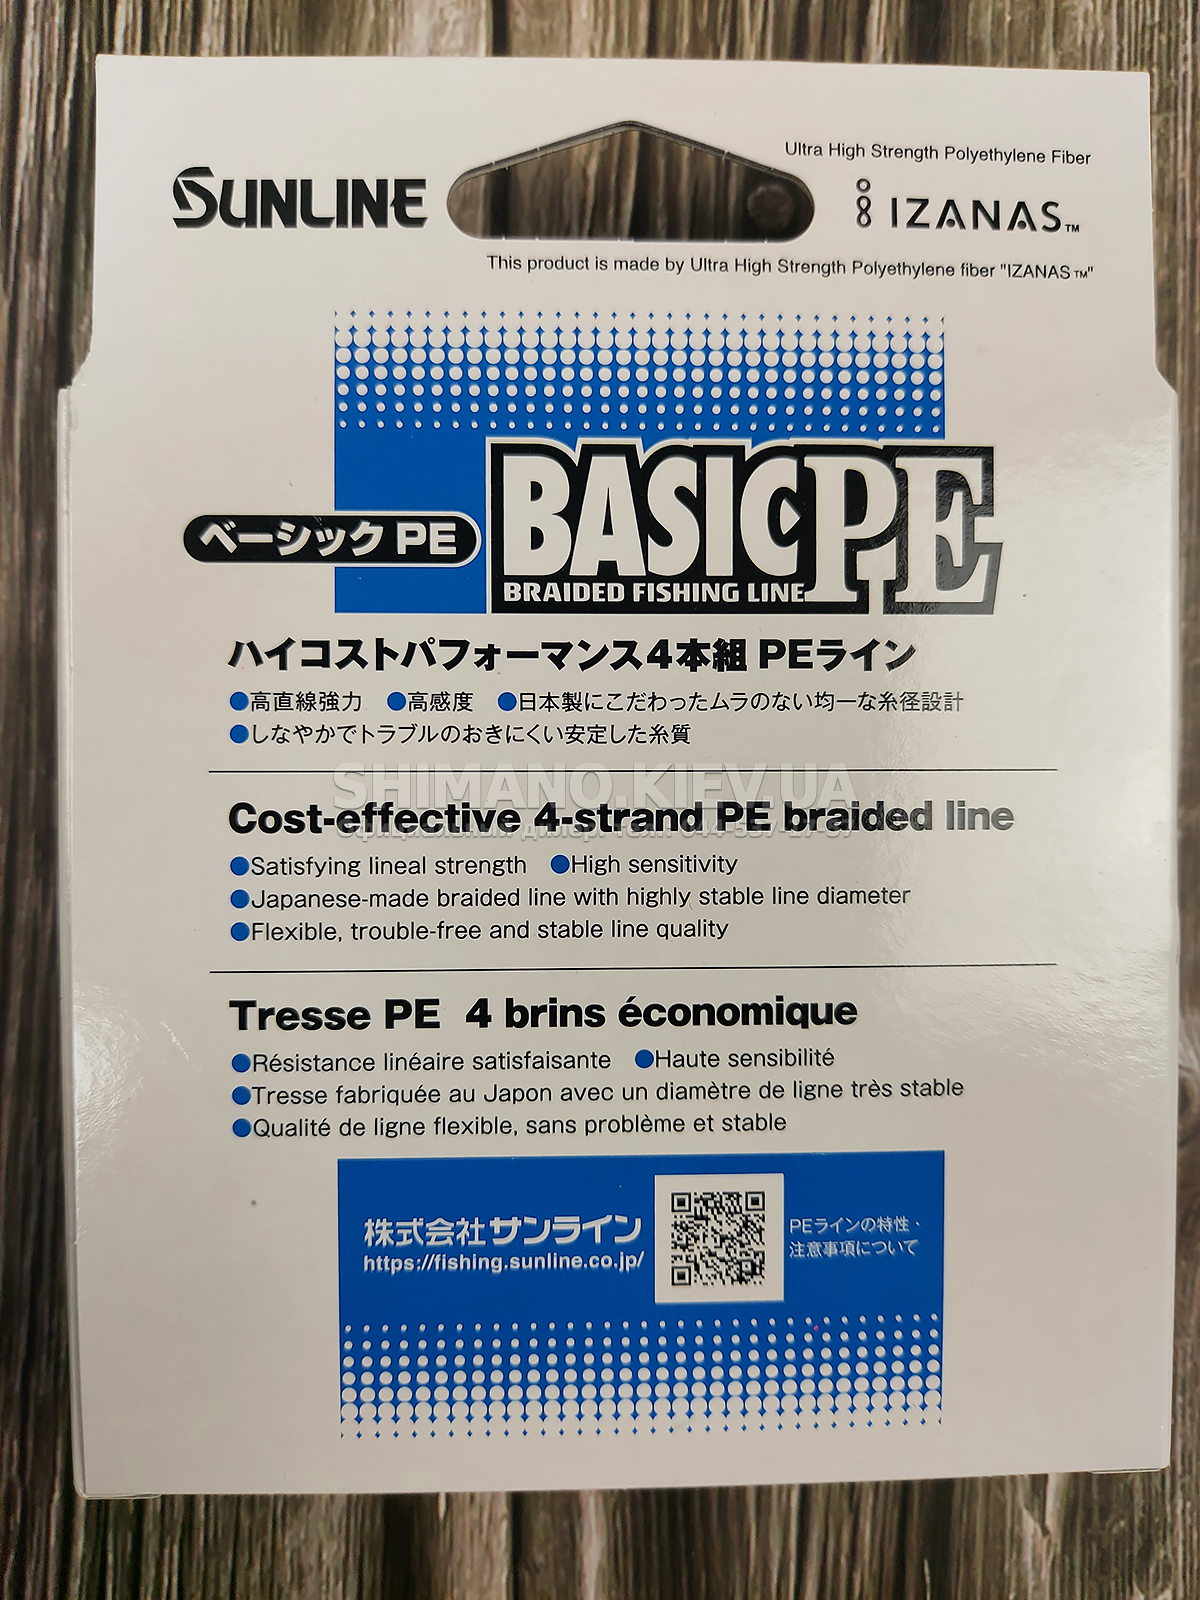 SUNLINE
Ultra High Strength Polyethylene Fiber
IZANAS™
This product is made by Ultra High Strength Polyethylene fiber "IZANAS™"
ベーシック PE
BASIC PE
BRAIDED FISHING LINE
ハイコストパフォーマンス4本組 PEライン
●高直線強力 ●高感度 ●日本製にこだわったムラのない均一な糸径設計
●しなやかでトラブルのおきにくい安定した糸質
SHIMANO.KIEV.UA
Cost-effective 4-strand PE braided line
●Satisfying lineal strength ●High sensitivity
●Japanese-made braided line with highly stable line diameter
●Flexible, trouble-free and stable line quality
Tresse PE 4 brins économique
●Résistance linéaire satisfaisante ●Haute sensibilité
●Tresse fabriquée au Japon avec un diamètre de ligne très stable
●Qualité de ligne flexible, sans problème et stable
株式会社サンライン
https://fishing.sunline.co.jp/
PEラインの特性・
注意事項について